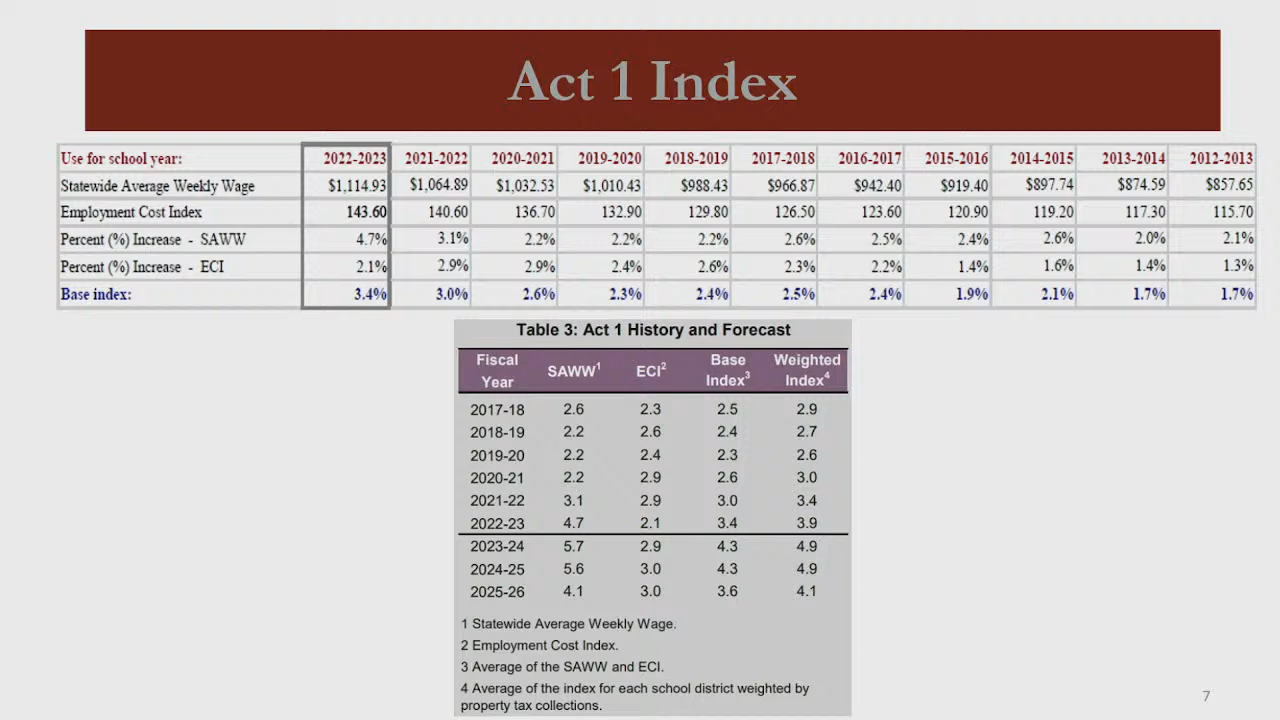 Act 1 Index
Use for school year: 2022-2023 2021-2022 2020-2021 2019-2020 2018-2019 2017-2018 2016-2017 2015-2016 2014-2015 2013-2014 2012-2013
Statewide Average Weekly Wage $1,114.93 $1,064.89 $1,032.53 $1,010.43 $988.43 $966.87 $942.40 $919.40 $897.74 $874.59 $857.65
Employment Cost Index 143.60 140.60 136.70 132.90 129.80 126.50 123.60 120.90 119.20 117.30 115.70
Percent (%) Increase - SAWW 4.7% 3.1% 2.2% 2.2% 2.2% 2.6% 2.5% 2.4% 2.6% 2.0% 2.1%
Percent (%) Increase - ECI 2.1% 2.9% 2.9% 2.4% 2.6% 2.3% 2.2% 1.4% 1.6% 1.4% 1.3%
Base index: 3.4% 3.0% 2.6% 2.3% 2.4% 2.5% 2.4% 1.9% 2.1% 1.7% 1.7%
Table 3: Act 1 History and Forecast
Fiscal Year SAWW1 ECI2 Base Index3 Weighted Index4
2017-18 2.6 2.3 2.5 2.9
2018-19 2.2 2.6 2.4 2.7
2019-20 2.2 2.4 2.3 2.6
2020-21 2.2 2.9 2.6 3.0
2021-22 3.1 2.9 3.0 3.4
2022-23 4.7 2.1 3.4 3.9
2023-24 5.7 2.9 4.3 4.9
2024-25 5.6 3.0 4.3 4.9
2025-26 4.1 3.0 3.6 4.1
1 Statewide Average Weekly Wage.
2 Employment Cost Index.
3 Average of the SAWW and ECI.
4 Average of the index for each school district weighted by
property tax collections.
7